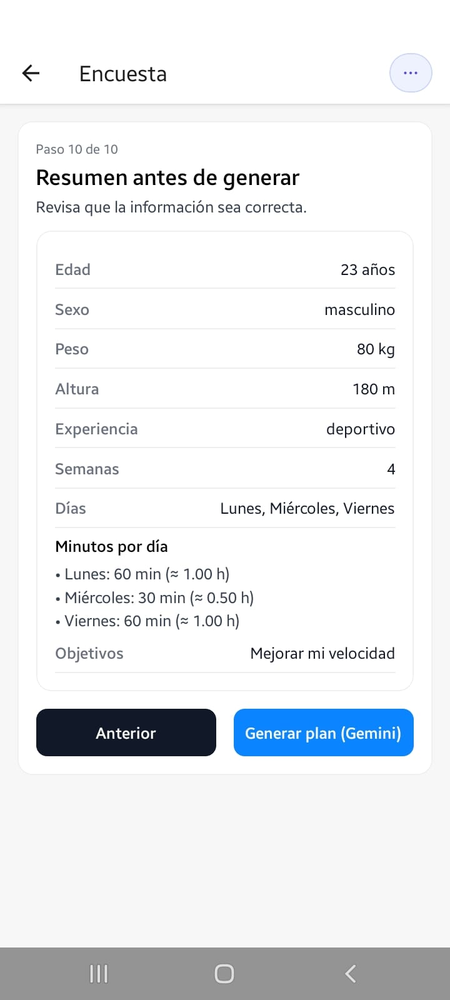 Encuesta
...
Paso 10 de 10
Resumen antes de generar
Revisa que la información sea correcta.
Edad 23 años
Sexo masculino
Peso 80 kg
Altura 180 m
Experiencia deportivo
Semanas 4
Días Lunes, Miércoles, Viernes
Minutos por día
• Lunes: 60 min (≈ 1.00 h)
• Miércoles: 30 min (≈ 0.50 h)
• Viernes: 60 min (≈ 1.00 h)
Objetivos Mejorar mi velocidad
Anterior Generar plan (Gemini)